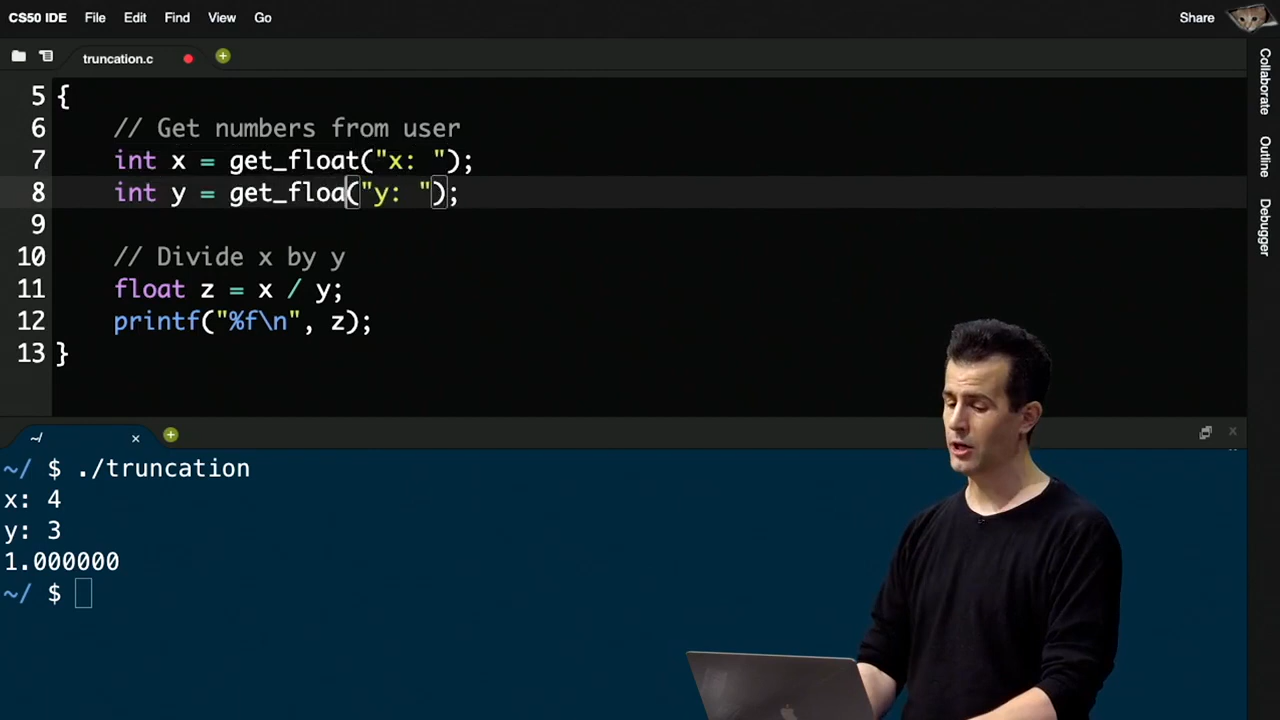 CS50 IDE File Edit Find View Go Share
truncation.c
5 {
6 // Get numbers from user
7 int x = get_float("x: ");
8 int y = get_floa("y: ");
9
10 // Divide x by y
11 float z = x / y;
12 printf("%f\n", z);
13 }
~/
~/ $ ./truncation
x: 4
y: 3
1.000000
~/ $
Collaborate
Outline
Debugger